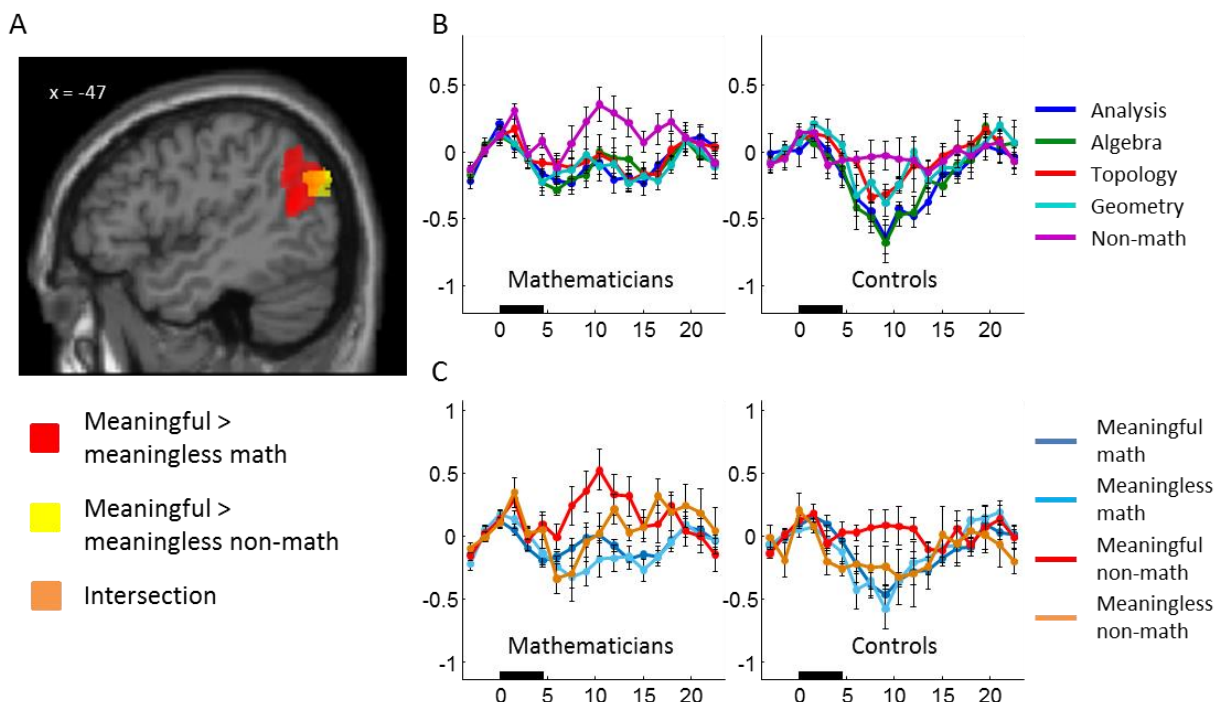 A
x = -47
Meaningful >
meaningless math
Meaningful >
meaningless non-math
Intersection
B
0.5
0
-0.5
-1
Mathematicians
0 5 10 15 20
0.5
0
-0.5
-1
Controls
0 5 10 15 20
Analysis
Algebra
Topology
Geometry
Non-math
C
1
0.5
0
-0.5
-1
Mathematicians
0 5 10 15 20
1
0.5
0
-0.5
-1
Controls
0 5 10 15 20
Meaningful
math
Meaningless
math
Meaningful
non-math
Meaningless
non-math